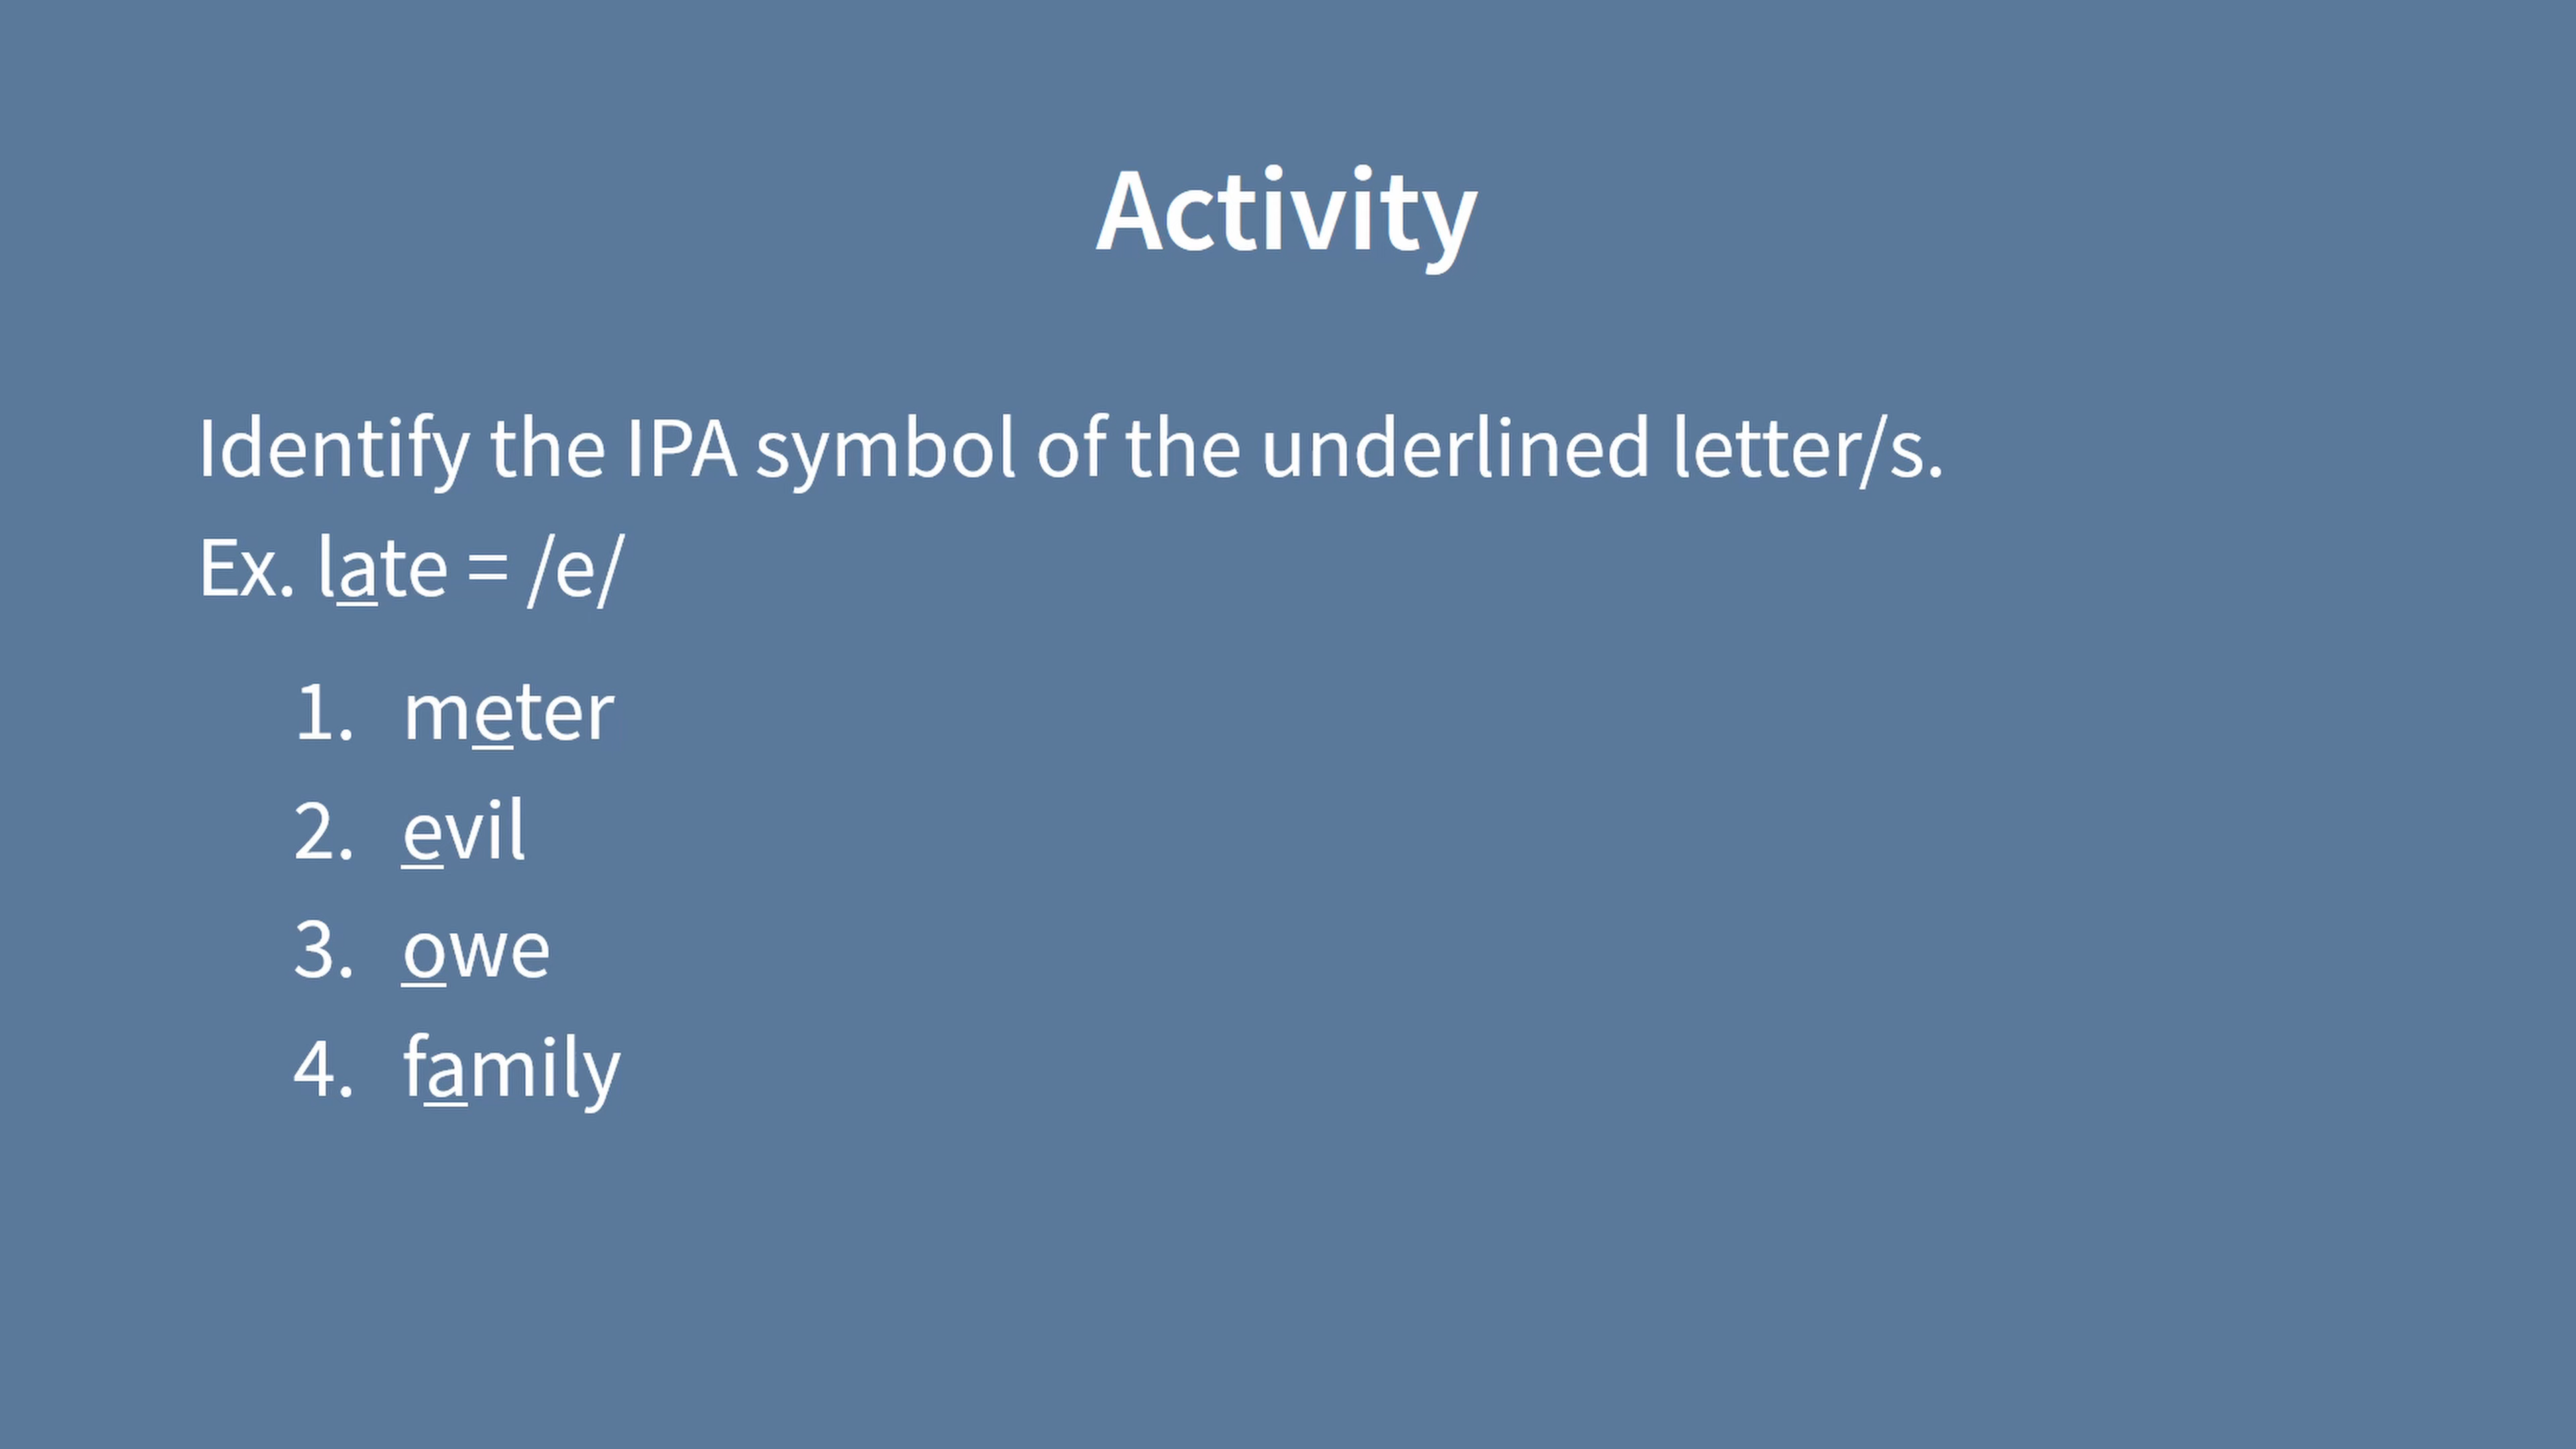 Activity
Identify the IPA symbol of the underlined letter/s.
Ex. late = /e/
1. meter
2. evil
3. owe
4. family